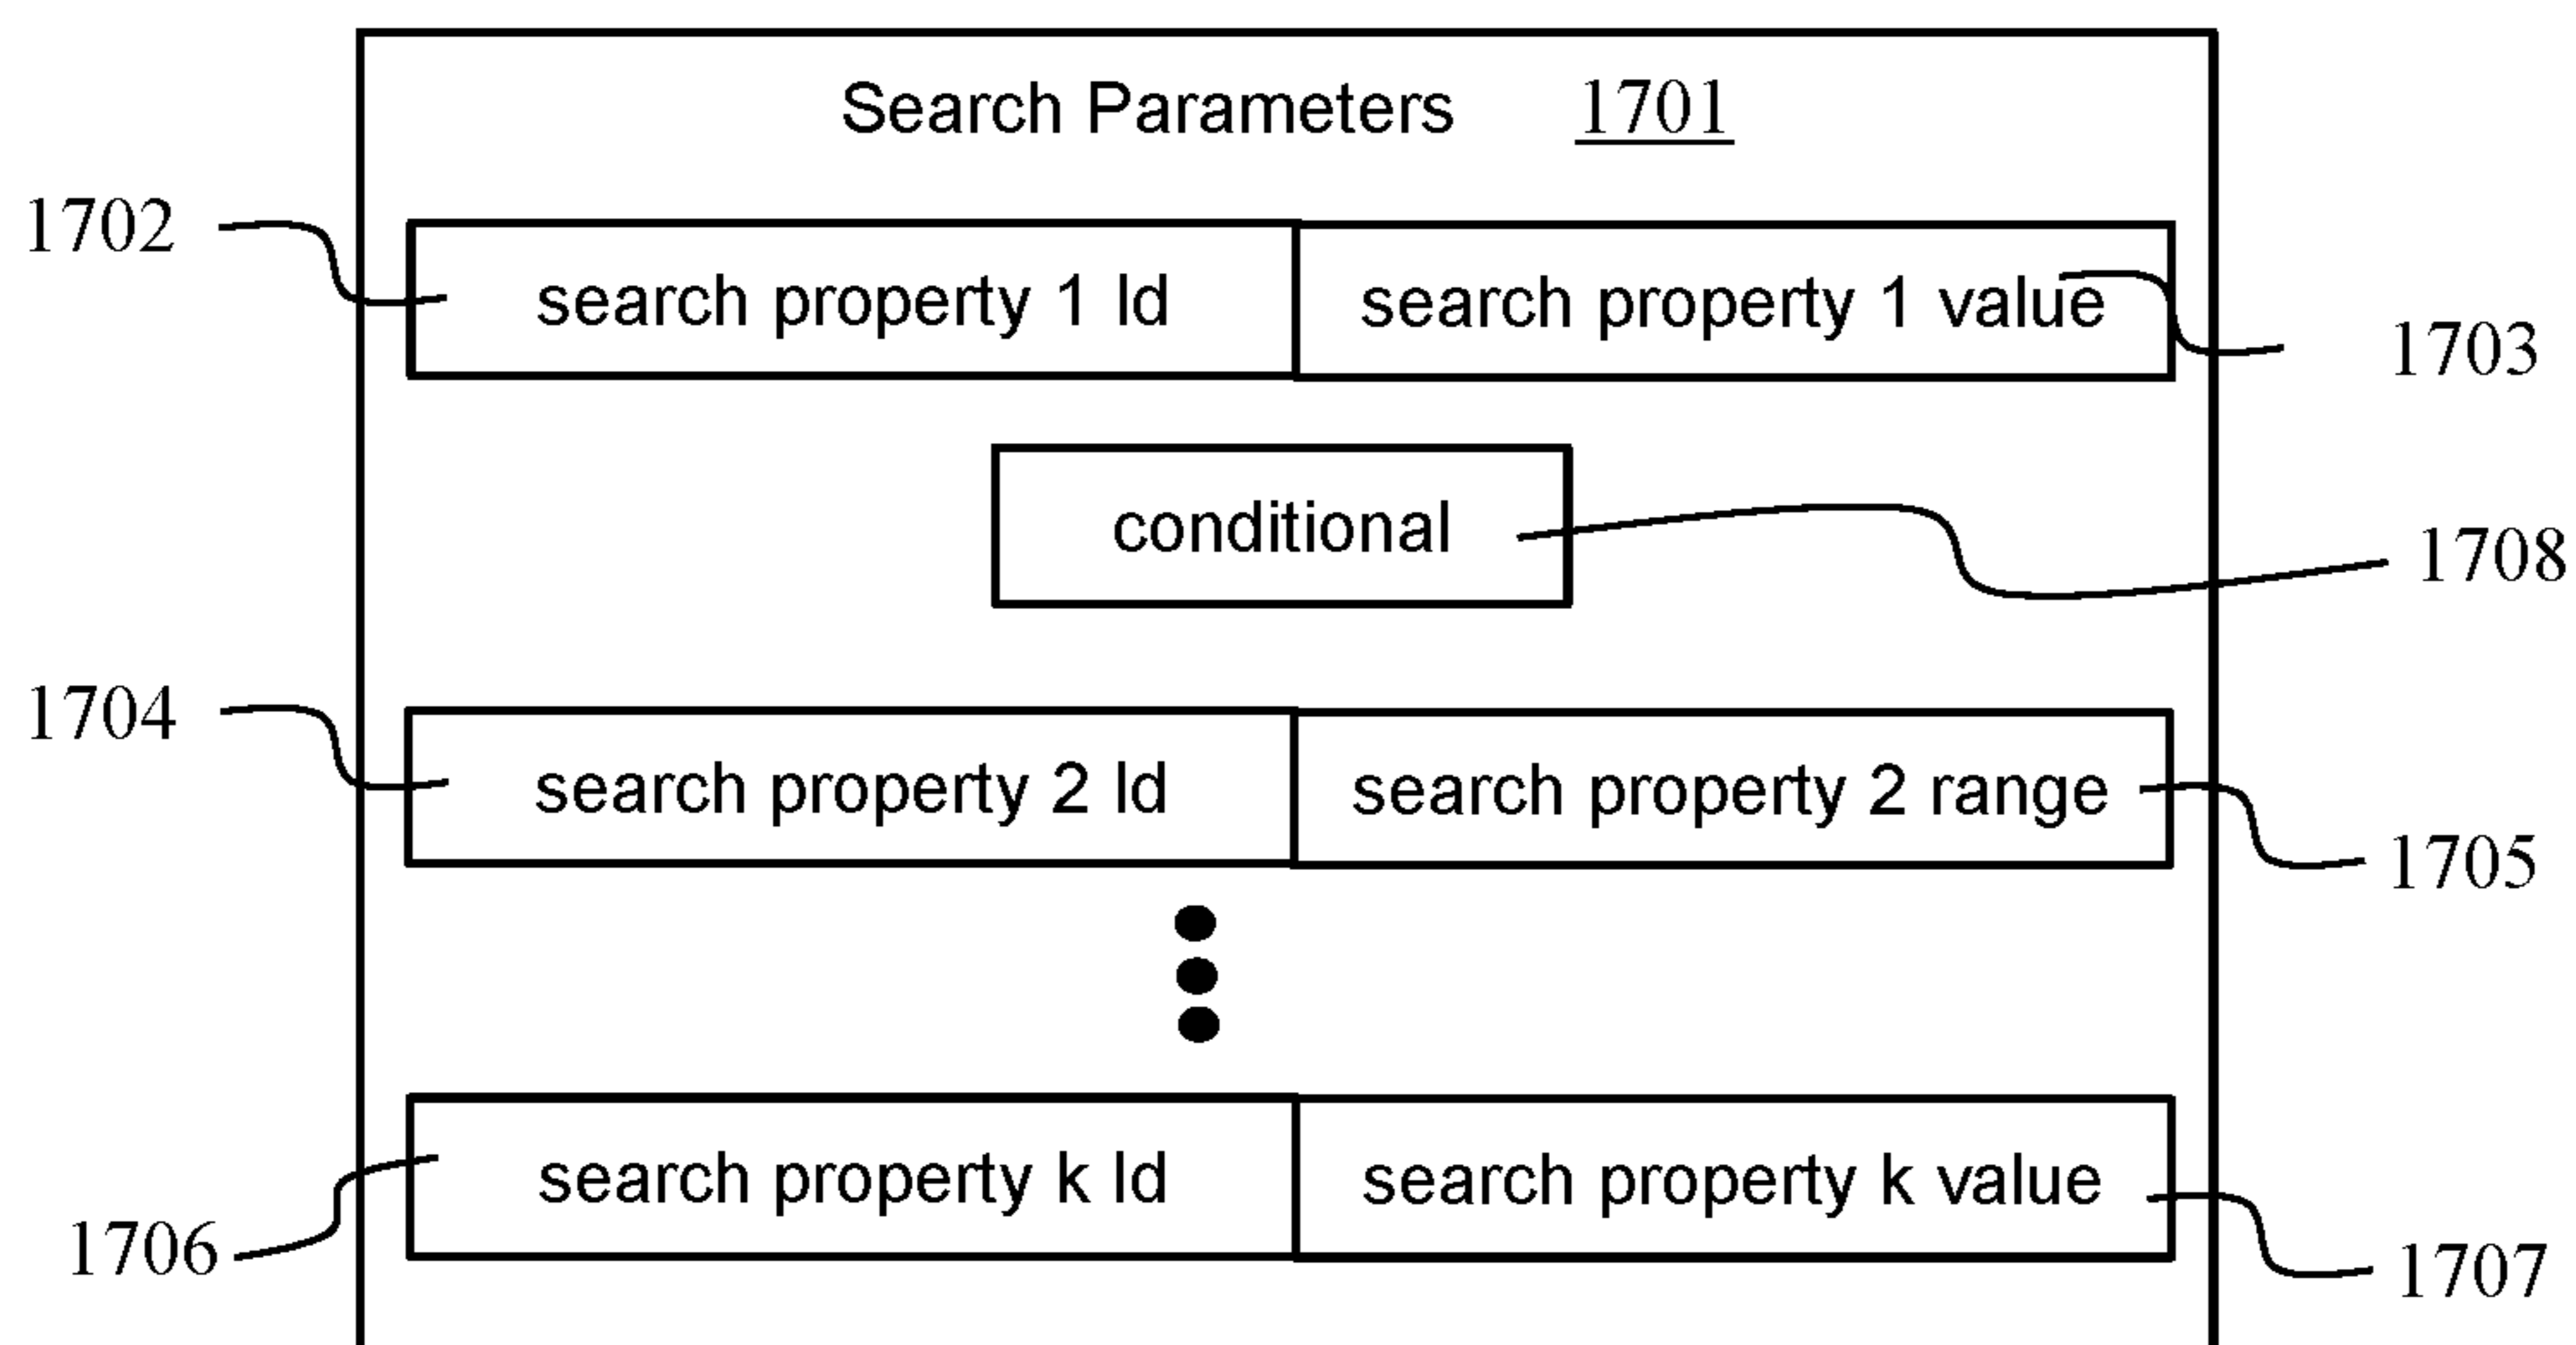 Search Parameters 1701
1702
search property 1 Id
search property 1 value
1703
conditional
1708
1704
search property 2 Id
search property 2 range
1705
search property k Id
search property k value
1706
1707